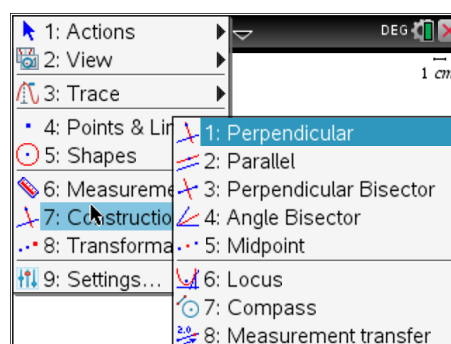 1: Actions
DEG
2: View
1 cm
3: Trace
4: Points & Lin
5: Shapes
6: Measureme
7: Constructio
8: Transforma
9: Settings...
1: Perpendicular
2: Parallel
3: Perpendicular Bisector
4: Angle Bisector
5: Midpoint
6: Locus
7: Compass
8: Measurement transfer